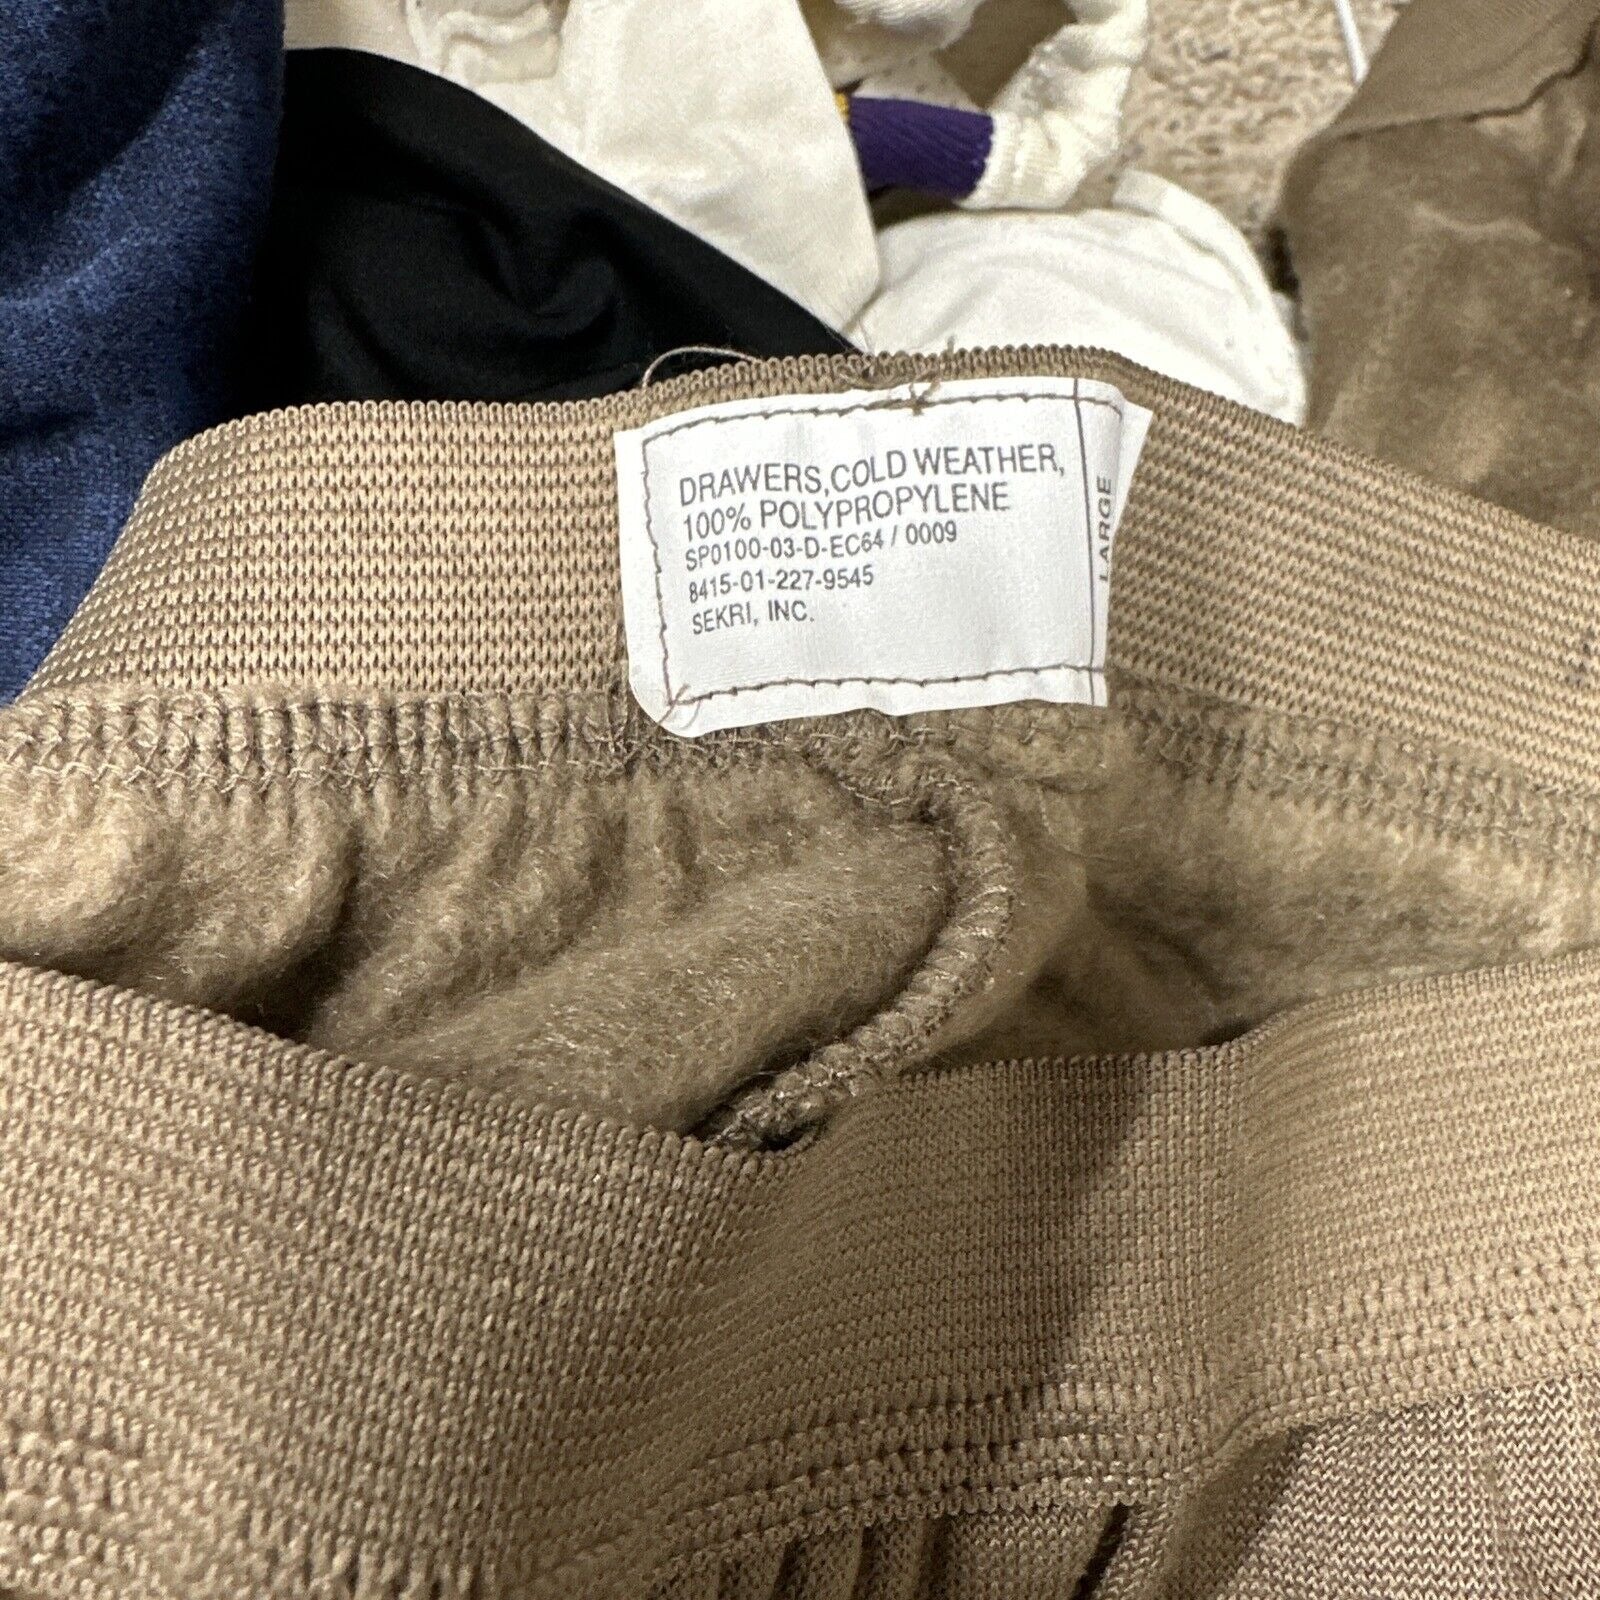 DRAWERS,COLD WEATHER,
100% POLYPROPYLENE
SP0100-03-D-EC64 / 0009
8415-01-227-9545
SEKRI, INC.
LARGE